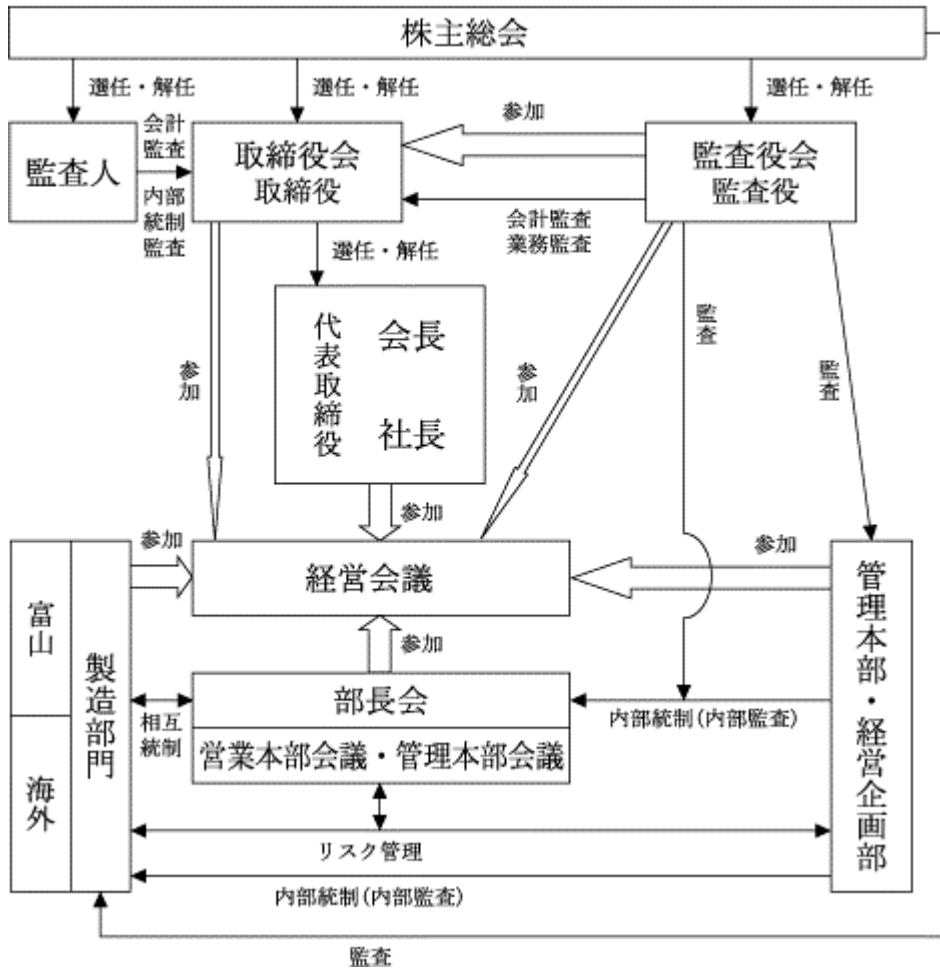 株主総会
選任・解任
選任・解任
選任・解任
監査人
会計
監査
内部
統制
監査
取締役会
取締役
参加
会計監査
業務監査
監査役会
監査役
選任・解任
代表取締役
会長
社長
参加
参加
監査
監査
参加
参加
経営会議
参加
富山
海外
製造部門
参加
部長会
営業本部会議・管理本部会議
相互
統制
内部統制(内部監査)
管理本部・経営企画部
リスク管理
内部統制(内部監査)
監査